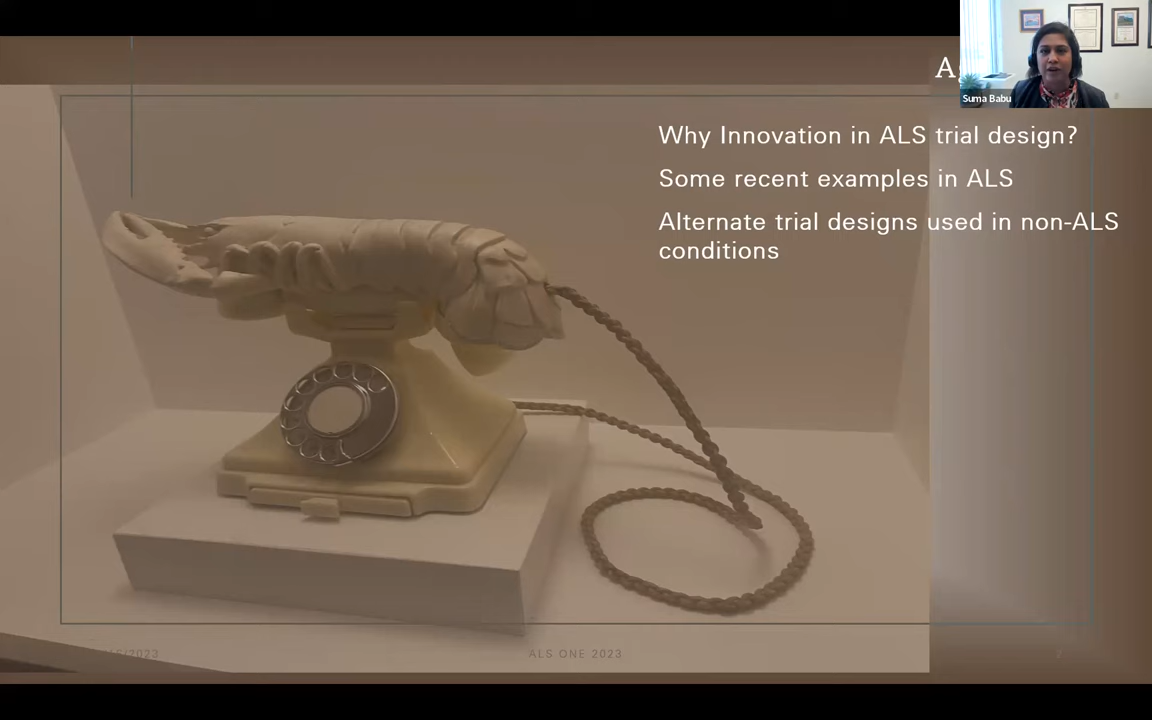 Suma Babu
Why Innovation in ALS trial design?
Some recent examples in ALS
Alternate trial designs used in non-ALS
conditions
ALS ONE 2023
7